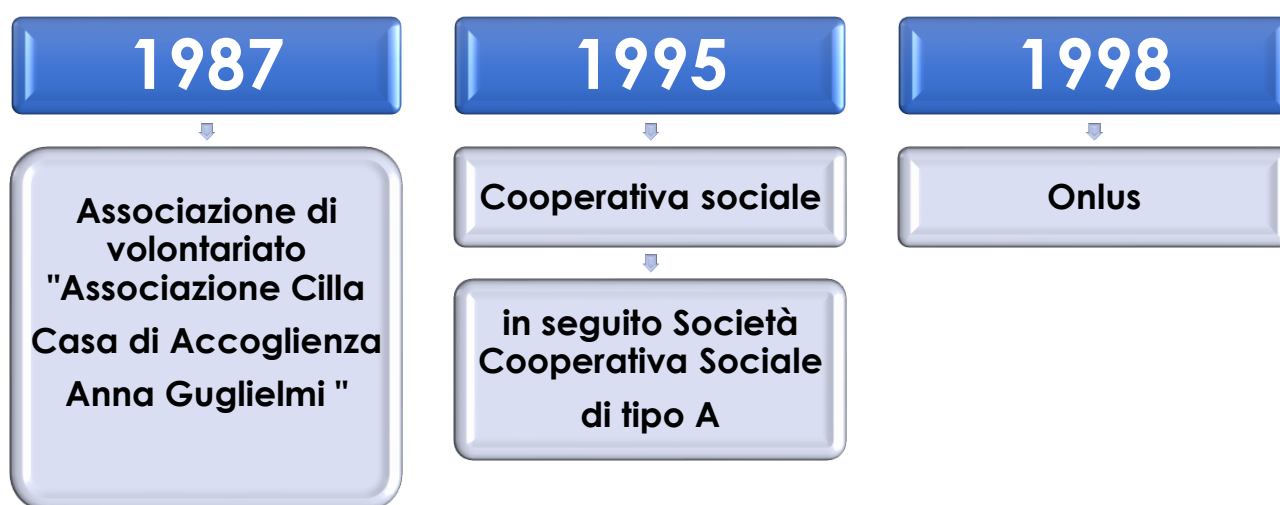 1987
Associazione di
volontariato
"Associazione Cilla
Casa di Accoglienza
Anna Guglielmi "
1995
Cooperativa sociale
in seguito Società
Cooperativa Sociale
di tipo A
1998
Onlus